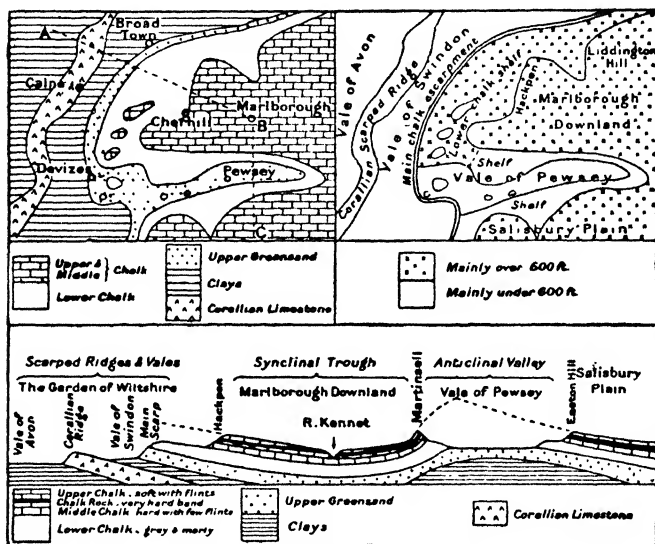 Broad
Town
A
Calne
Marlborough
B
Cherhill
Devizes
Pewsey
C
Upper &
Middle } Chalk
Lower Chalk
Upper Greensand
Clays
Corallian Limestone
Vale of Avon
Corallian Scarped Ridge
Vale of Swindon
Main chalk escarpment
Lower chalk shelf
Hackpen
Liddington
Hill
Marlborough
Downland
Shelf
Vale of Pewsey
Shelf
Salisbury Plain
Mainly over 600 ft.
Mainly under 600 ft.
Scarped Ridges & Vales
The Garden of Wiltshire
Vale of
Avon
Corallian
Ridge
Vale of
Swindon
Main
Scarp
Hackpen
Synclinal Trough
Marlborough Downland
R. Kennet
Martinsell
Anticlinal Valley
Vale of Pewsey
Easton Hill
Salisbury
Plain
Upper Chalk - soft with flints
Chalk Rock - very hard band
Middle Chalk hard with few flints
Lower Chalk - grey & marly
Upper Greensand
Clays
Corallian Limestone